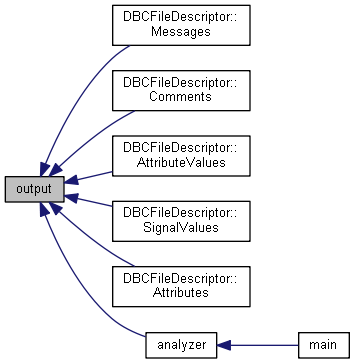 DBCFileDescriptor::
Messages
DBCFileDescriptor::
Comments
DBCFileDescriptor::
AttributeValues
output
DBCFileDescriptor::
SignalValues
DBCFileDescriptor::
Attributes
analyzer
main